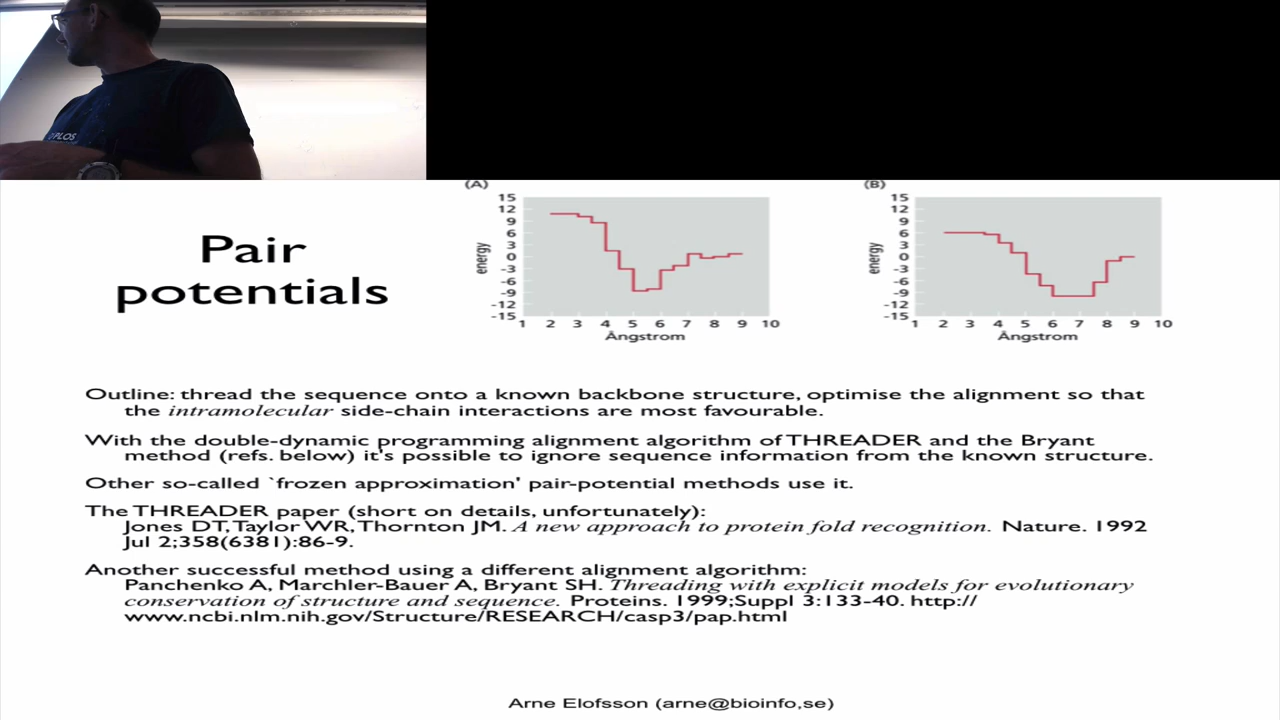 PLOS
(A)
15
12
9
6
3
0
-3
-6
-9
-12
-15
energy
1 2 3 4 5 6 7 8 9 10
Ångstrom
(B)
15
12
9
6
3
0
-3
-6
-9
-12
-15
energy
1 2 3 4 5 6 7 8 9 10
Ångstrom
Pair
potentials
Outline: thread the sequence onto a known backbone structure, optimise the alignment so that
the intramolecular side-chain interactions are most favourable.
With the double-dynamic programming alignment algorithm of THREADER and the Bryant
method (refs. below) it's possible to ignore sequence information from the known structure.
Other so-called `frozen approximation' pair-potential methods use it.
The THREADER paper (short on details, unfortunately):
Jones DT, Taylor WR, Thornton JM. A new approach to protein fold recognition. Nature. 1992
Jul 2;358(6381):86-9.
Another successful method using a different alignment algorithm:
Panchenko A, Marchler-Bauer A, Bryant SH. Threading with explicit models for evolutionary
conservation of structure and sequence. Proteins. 1999;Suppl 3:133-40. http://
www.ncbi.nlm.nih.gov/Structure/RESEARCH/casp3/pap.html
Arne Elofsson (arne@bioinfo,se)